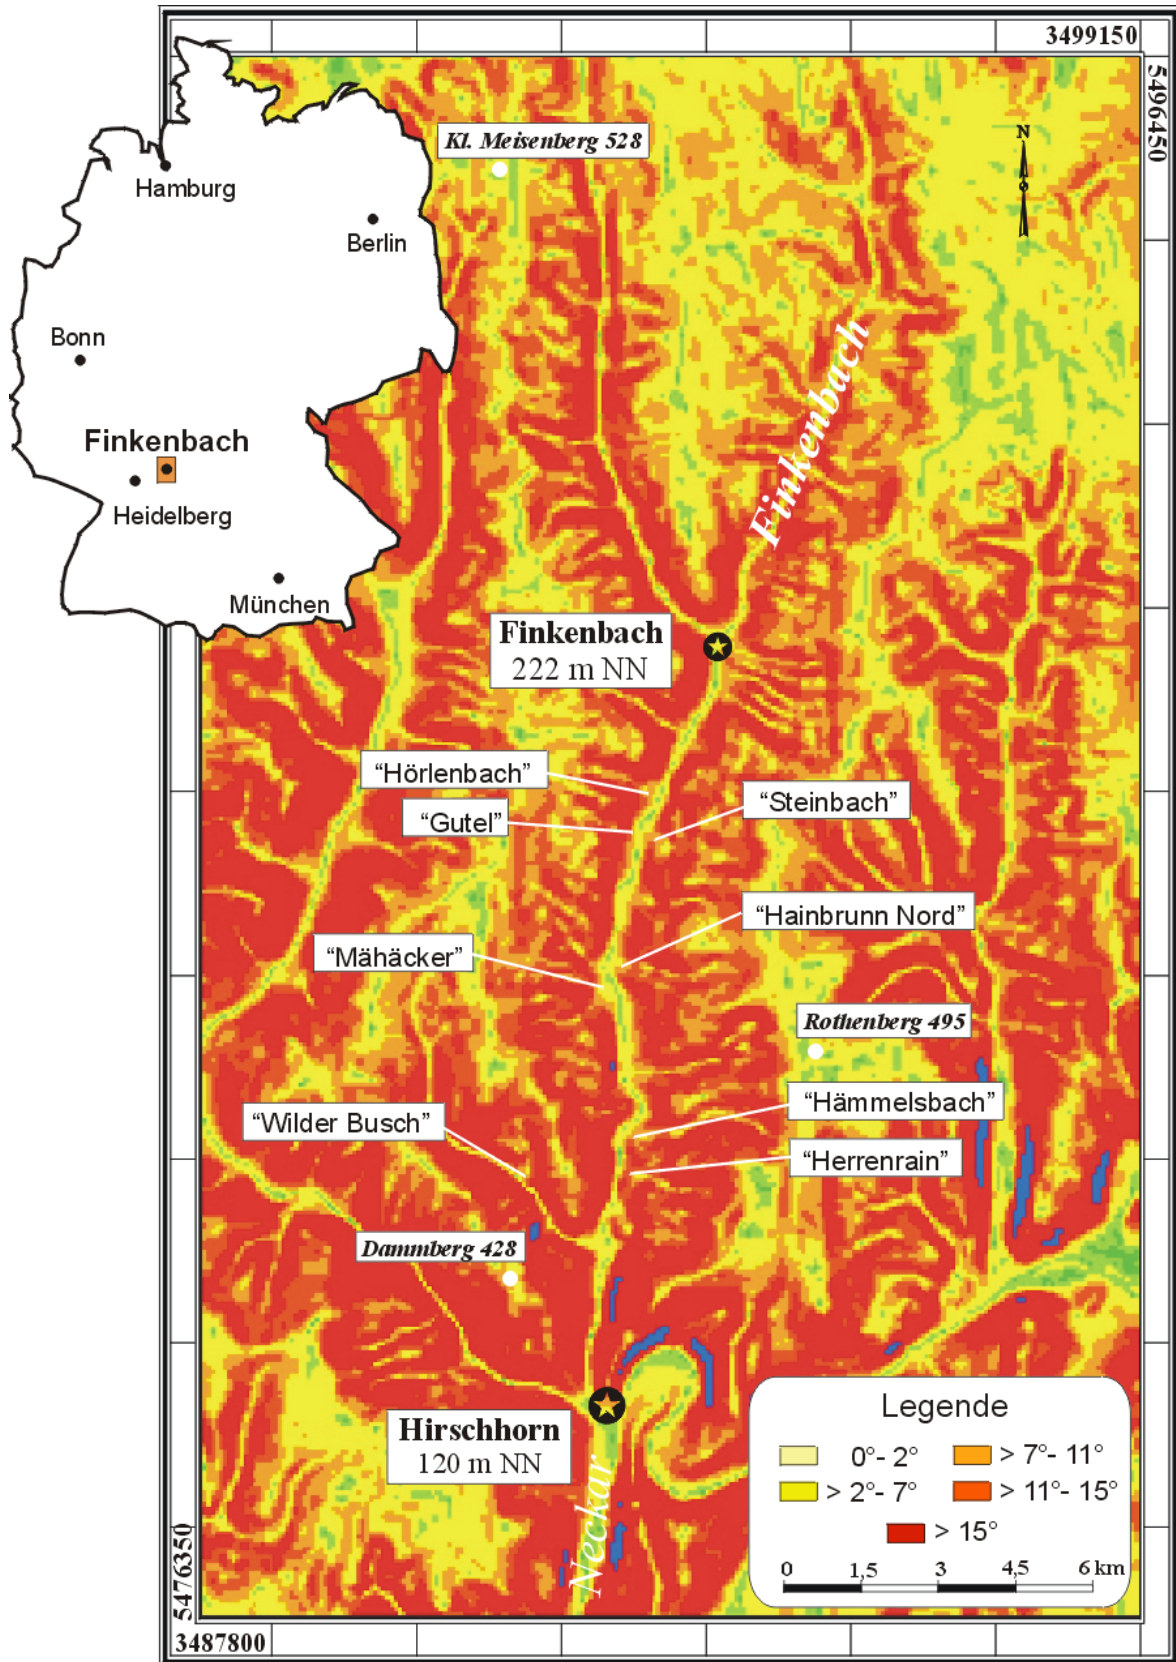 3499150
5496450
Kl. Meisenberg 528
N
Hamburg
Berlin
Bonn
Finkenbach
Heidelberg
München
Finkenbach
Finkenbach
222 m NN
“Hörlenbach”
“Steinbach”
“Gutel”
“Hainbrunn Nord”
“Mähäcker”
Rothenberg 495
“Hämmelsbach”
“Wilder Busch”
“Herrenrain”
Dammberg 428
Hirschhorn
120 m NN
Neckar
Legende
0°- 2°
> 7°- 11°
> 2°- 7°
> 11°- 15°
> 15°
0 1,5 3 4,5 6 km
5476350
3487800